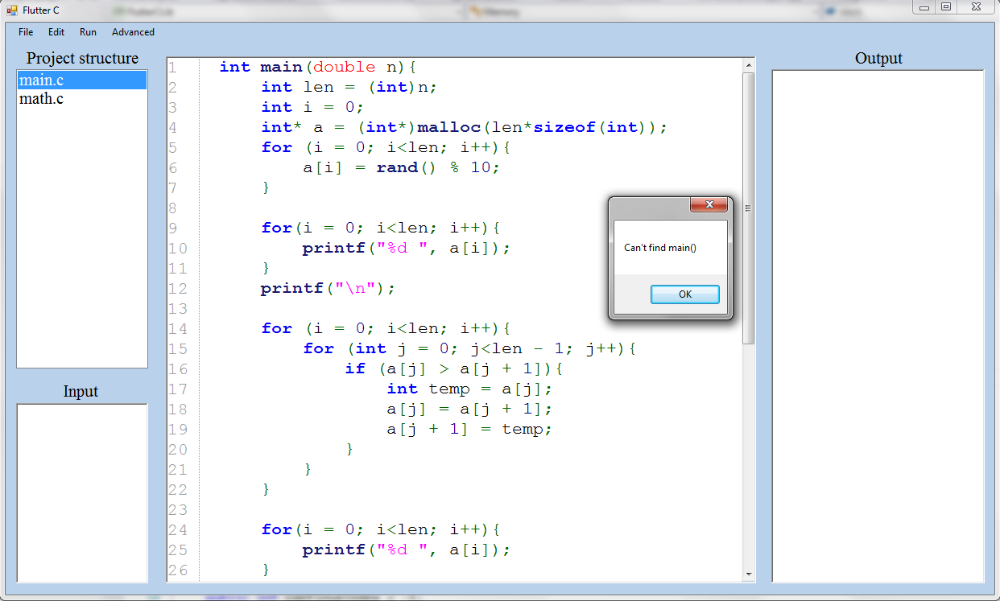 Flutter C
File Edit Run Advanced
Project structure
main.c
math.c
Input
1 int main(double n){
2 int len = (int)n;
3 int i = 0;
4 int* a = (int*)malloc(len*sizeof(int));
5 for (i = 0; i<len; i++){
6 a[i] = rand() % 10;
7 }
8
9 for(i = 0; i<len; i++){
10 printf("%d ", a[i]);
11 }
12 printf("\n");
13
14 for (i = 0; i<len; i++){
15 for (int j = 0; j<len - 1; j++){
16 if (a[j] > a[j + 1]){
17 int temp = a[j];
18 a[j] = a[j + 1];
19 a[j + 1] = temp;
20 }
21 }
22 }
23
24 for(i = 0; i<len; i++){
25 printf("%d ", a[i]);
26 }
Can't find main()
OK
Output